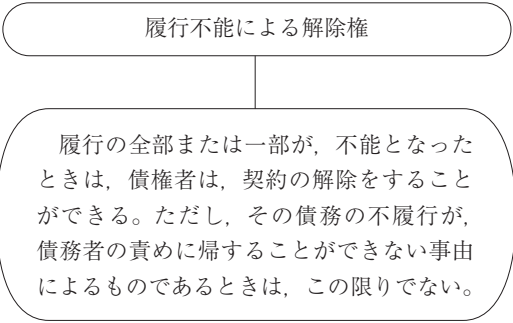 履行不能による解除権
履行の全部または一部が，不能となった
ときは，債権者は，契約の解除をすること
ができる。ただし，その債務の不履行が，
債務者の責めに帰することができない事由
によるものであるときは，この限りでない。